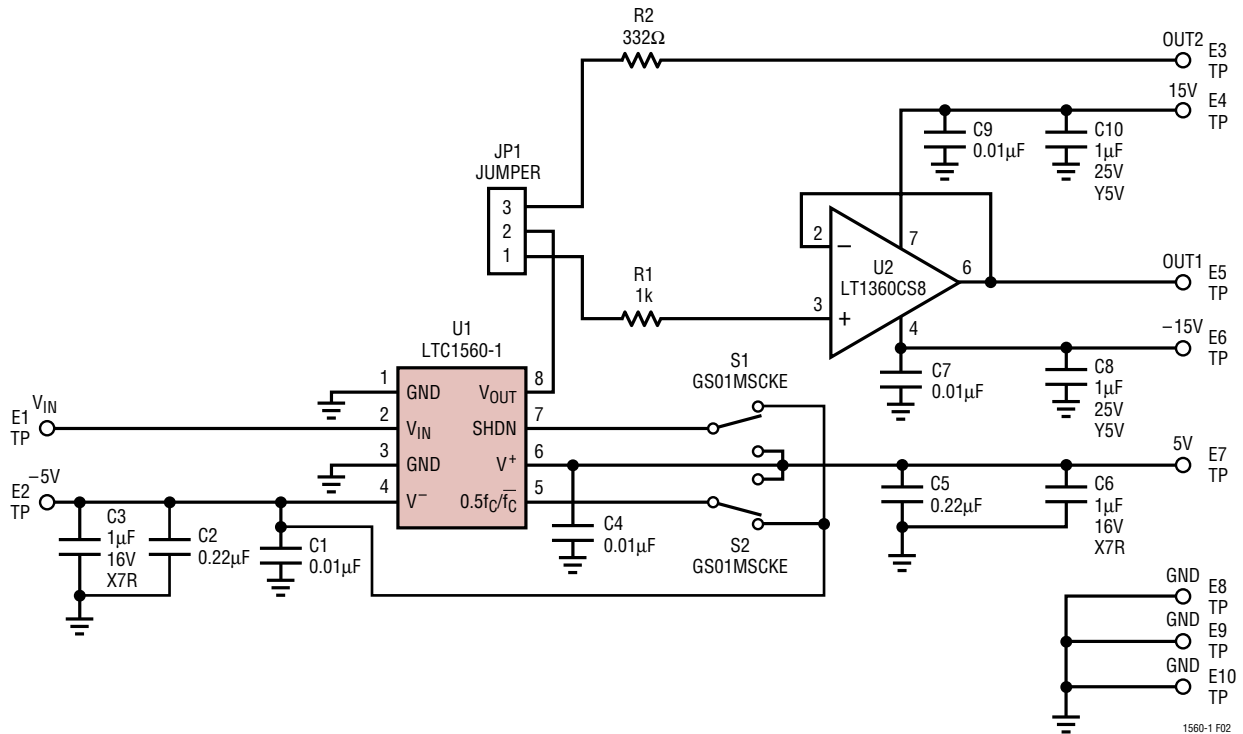 R2
332Ω
OUT2
E3
TP
15V
E4
TP
C9
0.01µF
C10
1µF
25V
Y5V
JP1
JUMPER
3
2
1
2
–
7
U2
LT1360CS8
6
3
+
4
OUT1
E5
TP
R1
1k
–15V
E6
TP
C7
0.01µF
C8
1µF
25V
Y5V
U1
LTC1560-1
1
GND
VOUT
8
2
VIN
SHDN
7
3
GND
V+
6
4
V–
0.5fC/f̅C̅
5
VIN
E1
TP
–5V
E2
TP
C3
1µF
16V
X7R
C2
0.22µF
C1
0.01µF
C4
0.01µF
S1
GS01MSCKE
S2
GS01MSCKE
5V
E7
TP
C5
0.22µF
C6
1µF
16V
X7R
GND
E8
TP
GND
E9
TP
GND
E10
TP
1560-1 F02